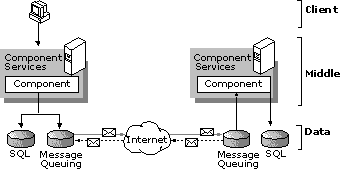 Client
Component
Services
Component
Component
Services
Component
Middle
SQL
Message
Queuing
Internet
Message
Queuing
SQL
Data